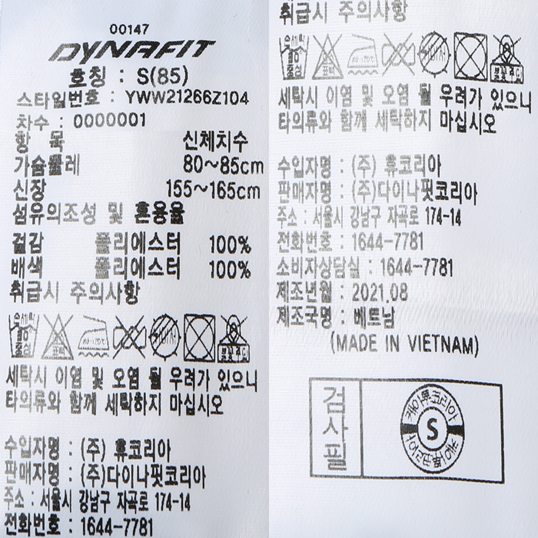 00147
DYNAFIT
호칭 : S(85)
스타일번호 : YWW21266Z104
차수 : 0000001
항 목 신체치수
가슴둘레 80~85cm
신장 155~165cm
섬유의조성 및 혼용율
겉감 폴리에스터 100%
배색 폴리에스터 100%
취급시 주의사항
세탁시 이염 및 오염 될 우려가 있으니
타의류와 함께 세탁하지 마십시오
수입자명 : (주) 휴코리아
판매자명 : (주)다이나핏코리아
주소 : 서울시 강남구 자곡로 174-14
전화번호 : 1644-7781
취급시 주의사항
세탁시 이염 및 오염 될 우려가 있으니
타의류와 함께 세탁하지 마십시오
수입자명 : (주) 휴코리아
판매자명 : (주)다이나핏코리아
주소 : 서울시 강남구 자곡로 174-14
전화번호 : 1644-7781
소비자상담실 : 1644-7781
제조년월 : 2021.08
제조국명 : 베트남
(MADE IN VIETNAM)
검사필
S